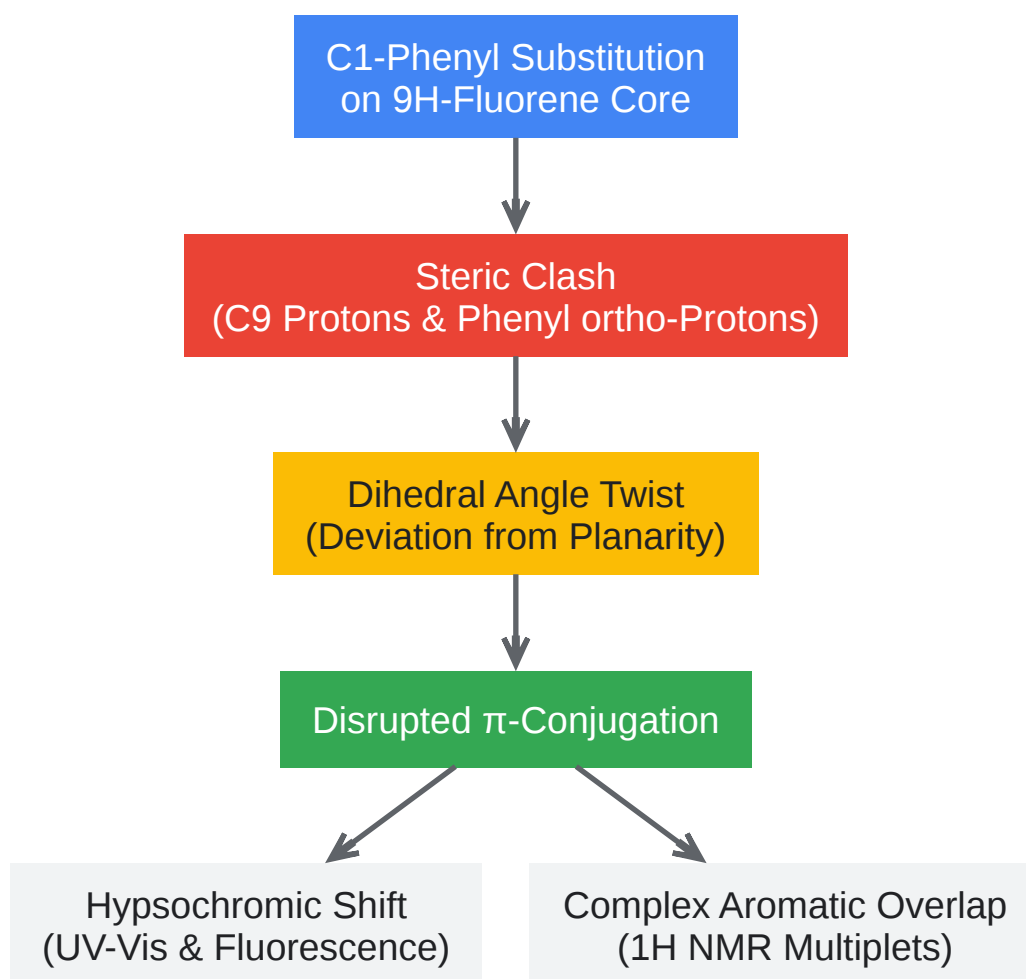 C1-Phenyl Substitution
on 9H-Fluorene Core
Steric Clash
(C9 Protons & Phenyl ortho-Protons)
Dihedral Angle Twist
(Deviation from Planarity)
Disrupted π-Conjugation
Hypsochromic Shift
(UV-Vis & Fluorescence)
Complex Aromatic Overlap
(1H NMR Multiplets)